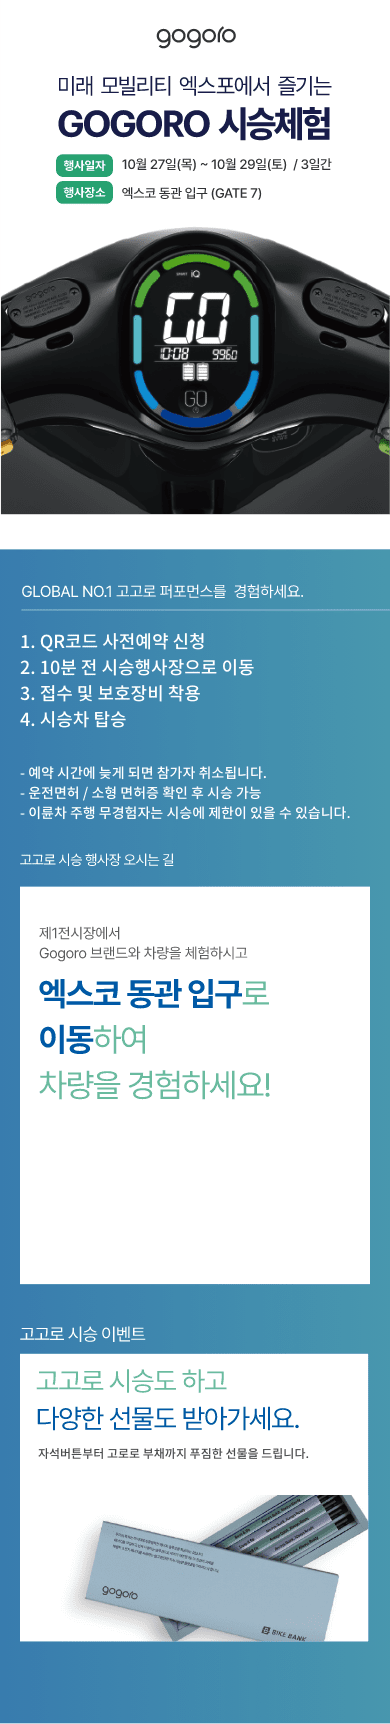 gogoro
미래 모빌리티 엑스포에서 즐기는
GOGORO 시승체험
행사일자 10월 27일(목) ~ 10월 29일(토) / 3일간
행사장소 엑스코 동관 입구 (GATE 7)
gogoro
gogoro
iQ
GO
10:08 9960
GO
GLOBAL NO.1 고고로 퍼포먼스를 경험하세요.
1. QR코드 사전예약 신청
2. 10분 전 시승행사장으로 이동
3. 접수 및 보호장비 착용
4. 시승차 탑승
- 예약 시간에 늦게 되면 참가자 취소됩니다.
- 운전면허 / 소형 면허증 확인 후 시승 가능
- 이륜차 주행 무경험자는 시승에 제한이 있을 수 있습니다.
고고로 시승 행사장 오시는 길
제1전시장에서
Gogoro 브랜드와 차량을 체험하시고
엑스코 동관 입구로
이동하여
차량을 경험하세요!
고고로 시승 이벤트
고고로 시승도 하고
다양한 선물도 받아가세요.
자석버튼부터 고로로 부채까지 푸짐한 선물을 드립니다.
gogoro
BIKE BANK